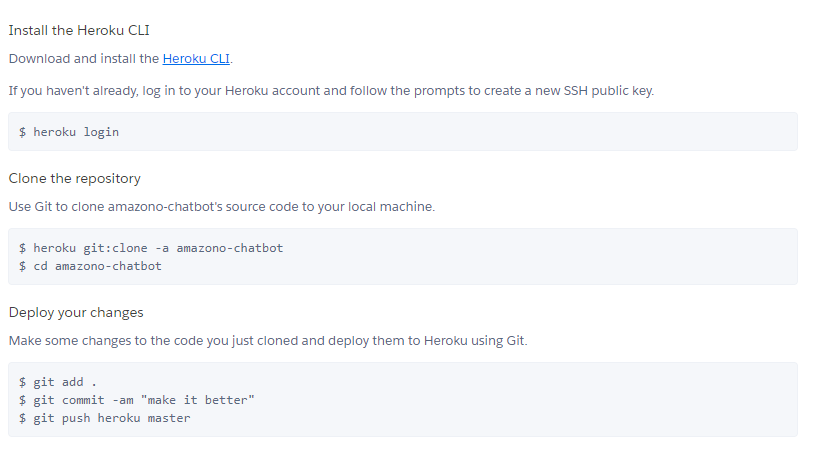 Install the Heroku CLI
Download and install the Heroku CLI.
If you haven't already, log in to your Heroku account and follow the prompts to create a new SSH public key.
$ heroku login
Clone the repository
Use Git to clone amazono-chatbot's source code to your local machine.
$ heroku git:clone -a amazono-chatbot
$ cd amazono-chatbot
Deploy your changes
Make some changes to the code you just cloned and deploy them to Heroku using Git.
$ git add .
$ git commit -am "make it better"
$ git push heroku master